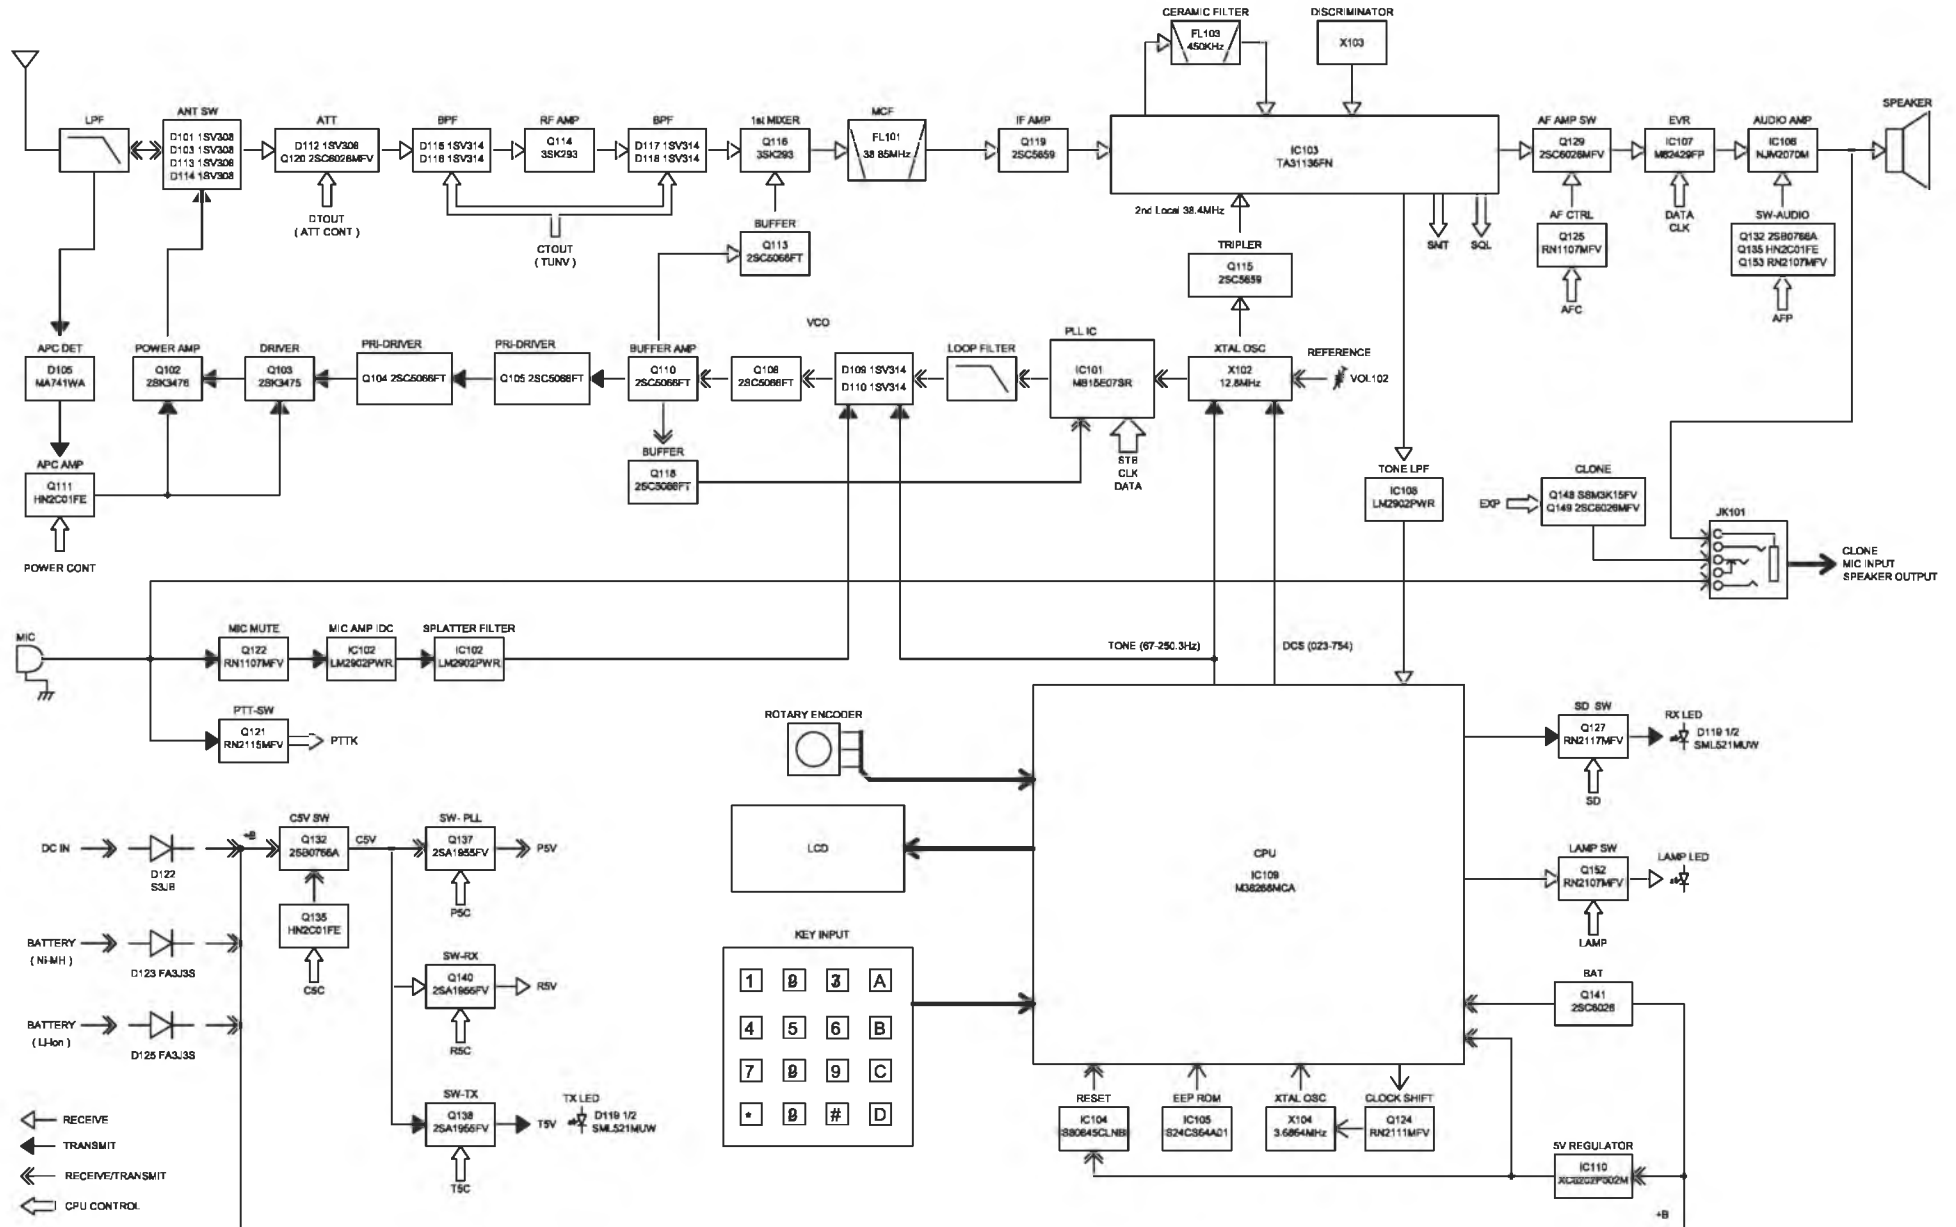 CERAMIC FILTER
FL103
450KHz
DISCRIMINATOR
X103
LPF
ANT SW
D101 1SV308
D103 1SV308
D113 1SV308
D114 1SV308
ATT
D112 1SV308
Q120 2SC6026MFV
DTOUT
( ATT CONT )
BPF
D115 1SV314
D116 1SV314
RF AMP
Q114
3SK293
BPF
D117 1SV314
D118 1SV314
CTOUT
( TUNV )
1st MIXER
Q116
3SK293
MCF
FL101
38.85MHz
IF AMP
Q119
2SC5659
IC103
TA31136FN
AF AMP SW
Q129
2SC6026MFV
EVR
IC107
M62429FP
AUDIO AMP
IC106
NJM2070M
SPEAKER
BUFFER
Q113
2SC5066FT
2nd Local 38.4MHz
TRIPLER
Q115
2SC5659
SMT
SQL
AF CTRL
Q125
RN1107MFV
AFC
DATA
CLK
SW-AUDIO
Q132 2SB0766A
Q135 HN2C01FE
Q153 RN2107MFV
AFP
VCO
APC DET
D105
MA741WA
POWER AMP
Q102
2SK3476
DRIVER
Q103
2SK3475
PRI-DRIVER
Q104 2SC5066FT
PRI-DRIVER
Q105 2SC5066FT
BUFFER AMP
Q110
2SC5066FT
Q108
2SC5066FT
D109 1SV314
D110 1SV314
LOOP FILTER
PLL IC
IC101
MB15E07SR
XTAL OSC
X102
12.8MHz
REFERENCE
VOL102
STB
CLK
DATA
BUFFER
Q118
2SC5066FT
APC AMP
Q111
HN2C01FE
POWER CONT
TONE LPF
IC108
LM2902PWR
CLONE
EXP
Q148 SSM3K15FV
Q149 2SC6026MFV
JK101
CLONE
MIC INPUT
SPEAKER OUTPUT
MIC
MIC MUTE
Q122
RN1107MFV
MIC AMP IDC
IC102
LM2902PWR
SPLATTER FILTER
IC102
LM2902PWR
TONE (67-250.3Hz)
DCS (023-754)
PTT-SW
Q121
RN2115MFV
PTTK
ROTARY ENCODER
LCD
CPU
IC109
M38268MCA
SD SW
Q127
RN2117MFV
SD
RX LED
D119 1/2
SML521MUW
LAMP SW
Q152
RN2107MFV
LAMP
LAMP LED
DC IN
D122
S3JB
+B
C5V SW
Q132
2SB0766A
C5V
Q135
HN2C01FE
C5C
SW- PLL
Q137
2SA1955FV
P5V
P5C
BATTERY
( Ni-MH )
D123 FA3J3S
SW-RX
Q140
2SA1955FV
R5V
R5C
BATTERY
( Li-Ion )
D125 FA3J3S
SW-TX
Q138
2SA1955FV
T5V
T5C
TX LED
D119 1/2
SML521MUW
KEY INPUT
1 3 A
4 5 6 B
7 9 C
* # D
BAT
Q141
2SC6026
RESET
IC104
S80845CLNB
EEP ROM
IC105
S24CS64A01
XTAL OSC
X104
3.6864MHz
CLOCK SHIFT
Q124
RN2111MFV
5V REGULATOR
IC110
XC6202P502M
+B
RECEIVE
TRANSMIT
RECEIVE/TRANSMIT
CPU CONTROL